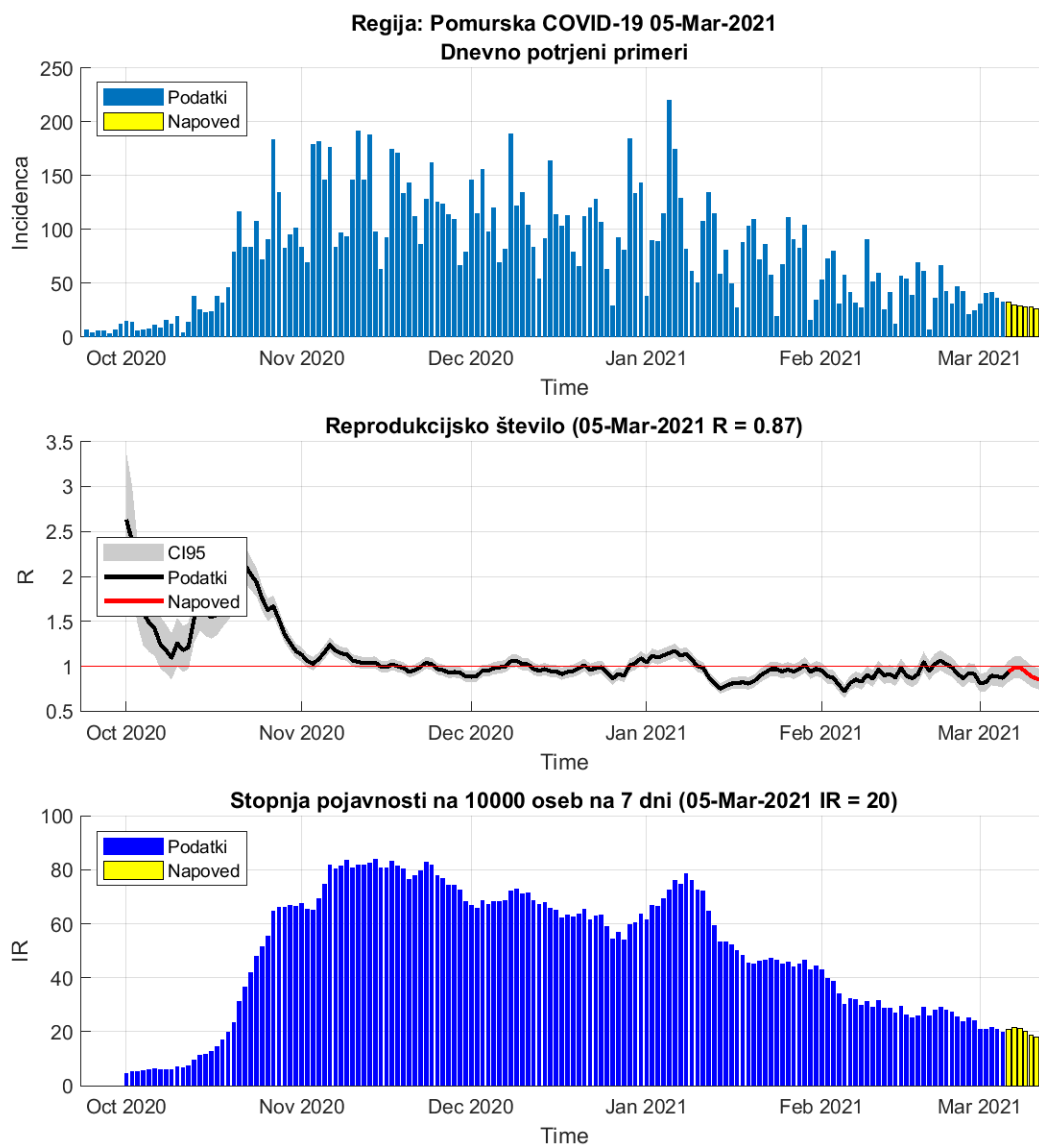 Regija: Pomurska COVID-19 05-Mar-2021
Dnevno potrjeni primeri
250
200
150
100
50
0
Incidenca
Podatki
Napoved
Oct 2020 Nov 2020 Dec 2020 Jan 2021 Feb 2021 Mar 2021
Time
Reprodukcijsko število (05-Mar-2021 R = 0.87)
3.5
3
2.5
2
1.5
1
0.5
R
CI95
Podatki
Napoved
Oct 2020 Nov 2020 Dec 2020 Jan 2021 Feb 2021 Mar 2021
Time
Stopnja pojavnosti na 10000 oseb na 7 dni (05-Mar-2021 IR = 20)
100
80
60
40
20
0
IR
Podatki
Napoved
Oct 2020 Nov 2020 Dec 2020 Jan 2021 Feb 2021 Mar 2021
Time